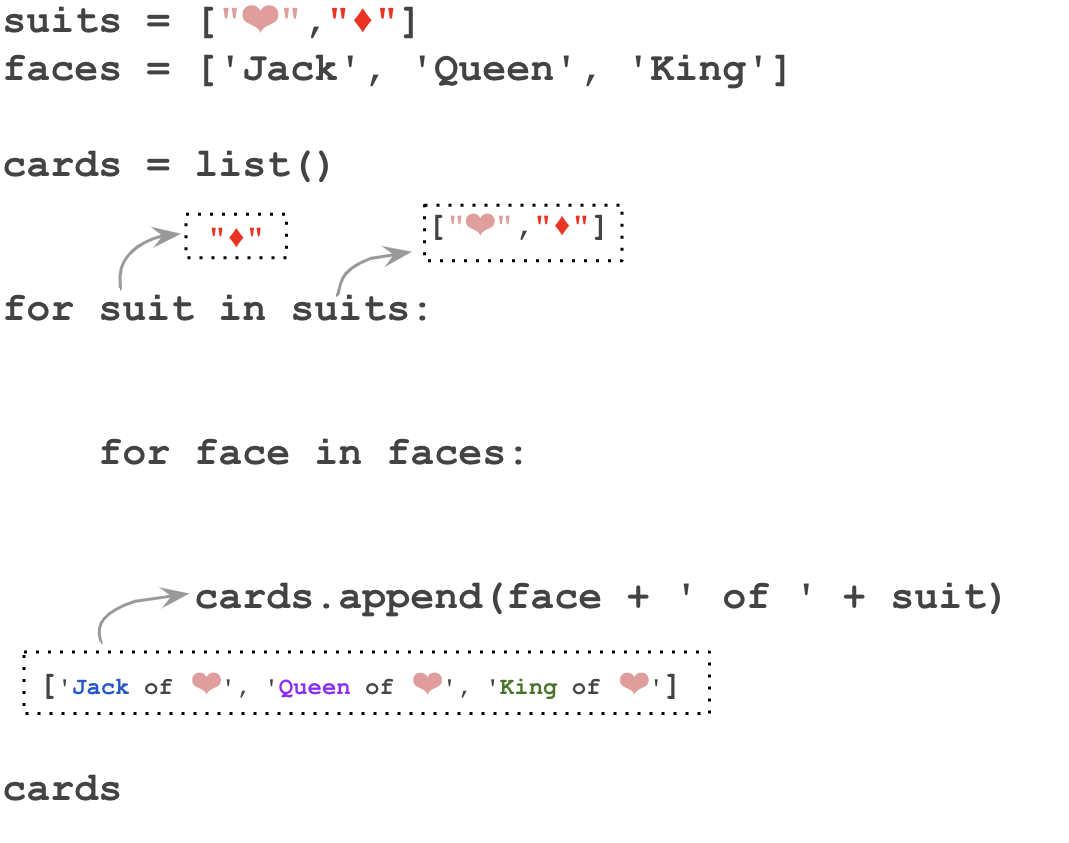 suits = ["❤","♦"]
faces = ['Jack', 'Queen', 'King']
cards = list()
"♦"
["❤","♦"]
for suit in suits:
    for face in faces:
        cards.append(face + ' of ' + suit)
['Jack of ❤', 'Queen of ❤', 'King of ❤']
cards